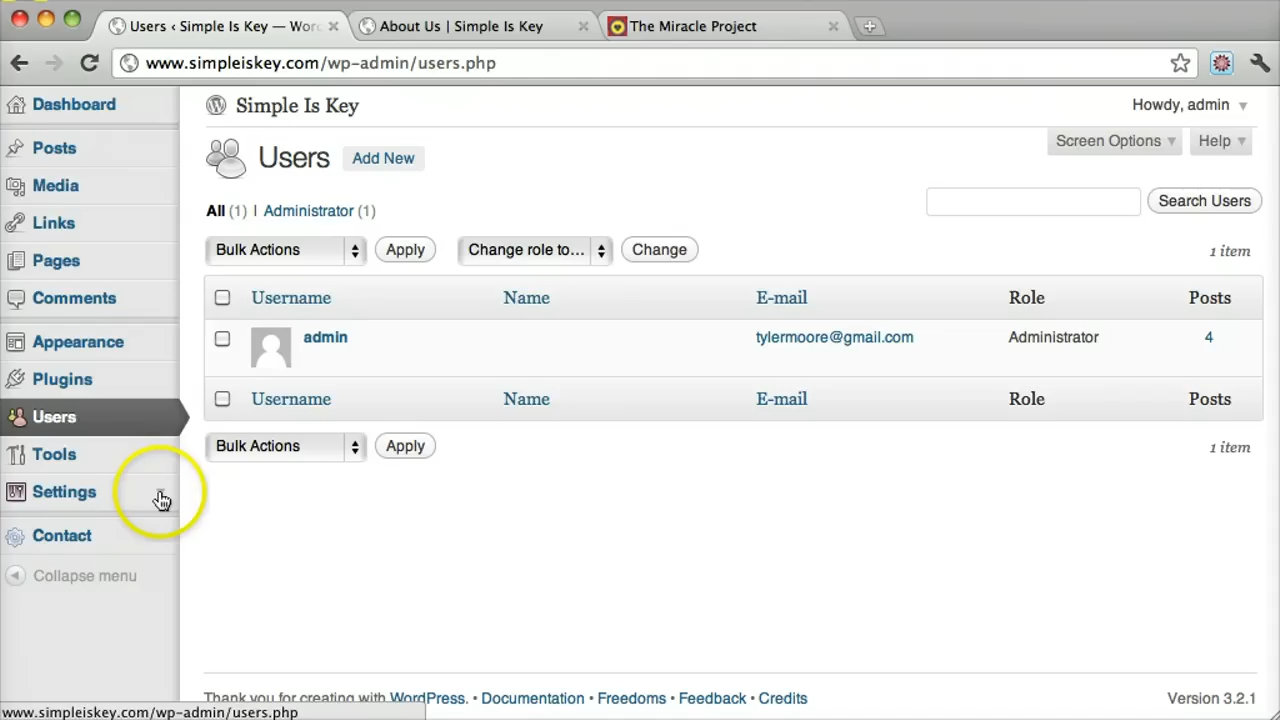 Users ‹ Simple Is Key — Wor
About Us | Simple Is Key
The Miracle Project
www.simpleiskey.com/wp-admin/users.php
Dashboard
Posts
Media
Links
Pages
Comments
Appearance
Plugins
Users
Tools
Settings
Contact
Collapse menu
Simple Is Key
Howdy, admin
Screen Options
Help
Users
Add New
All (1) | Administrator (1)
Search Users
Bulk Actions
Apply
Change role to...
Change
1 item
Username Name E-mail Role Posts
admin tylermoore@gmail.com Administrator 4
Username Name E-mail Role Posts
Bulk Actions
Apply
1 item
Thank you for creating with WordPress. • Documentation • Freedoms • Feedback • Credits
Version 3.2.1
www.simpleiskey.com/wp-admin/users.php